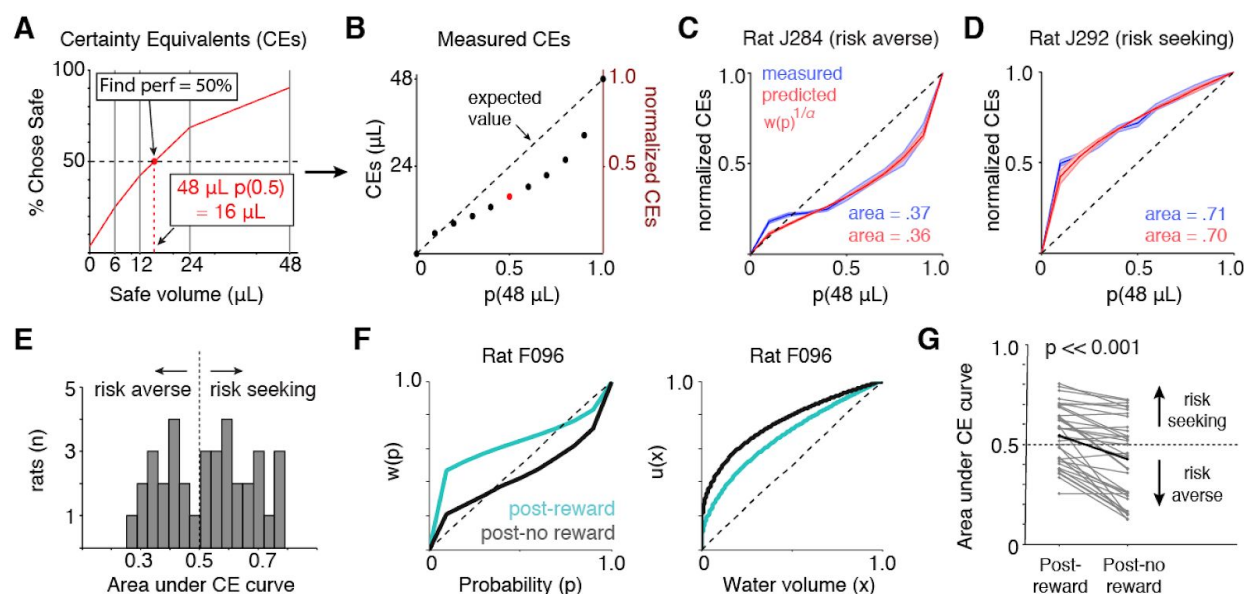 A
Certainty Equivalents (CEs)
% Chose Safe
100
50
0
Find perf = 50%
48 µL p(0.5)
= 16 µL
0 6 12 24 48
Safe volume (µL)
B
Measured CEs
CEs (µL)
48
24
0
expected
value
1.0
0.5
normalized CEs
0 0.5 1.0
p(48 µL)
C
Rat J284 (risk averse)
normalized CEs
1.0
0.5
measured
predicted
w(p)^1/α
area = .37
area = .36
0 0.5 1.0
p(48 µL)
D
Rat J292 (risk seeking)
normalized CEs
1.0
0.5
area = .71
area = .70
0 0.5 1.0
p(48 µL)
E
risk averse
risk seeking
rats (n)
5
3
1
0.3 0.5 0.7
Area under CE curve
F
Rat F096
w(p)
1.0
post-reward
post-no reward
0 1.0
Probability (p)
Rat F096
u(x)
1.0
0 1.0
Water volume (x)
G
p << 0.001
Area under CE curve
1.0
0.5
0
risk
seeking
risk
averse
Post-
reward
Post-no
reward